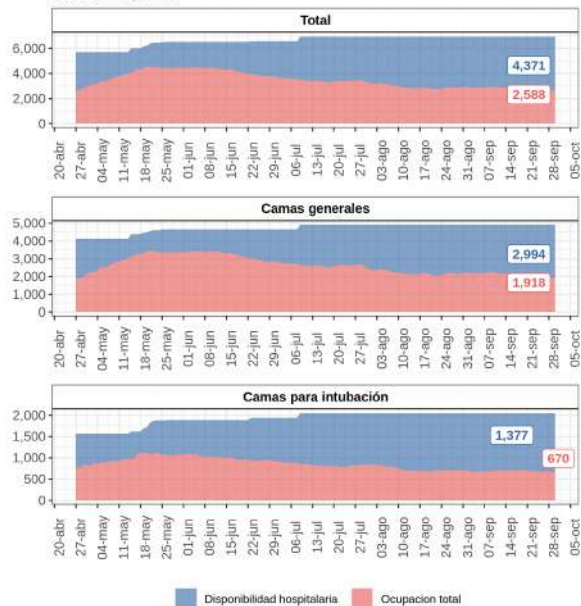 Total
6,000
4,000
2,000
0
4,371
2,588
20-abr
27-abr
04-may
11-may
18-may
25-may
01-jun
08-jun
15-jun
22-jun
29-jun
06-jul
13-jul
20-jul
27-jul
03-ago
10-ago
17-ago
24-ago
31-ago
07-sep
14-sep
21-sep
28-sep
05-oct
Camas generales
5,000
4,000
3,000
2,000
1,000
0
2,994
1,918
20-abr
27-abr
04-may
11-may
18-may
25-may
01-jun
08-jun
15-jun
22-jun
29-jun
06-jul
13-jul
20-jul
27-jul
03-ago
10-ago
17-ago
24-ago
31-ago
07-sep
14-sep
21-sep
28-sep
05-oct
Camas para intubación
2,000
1,500
1,000
500
0
1,377
670
20-abr
27-abr
04-may
11-may
18-may
25-may
01-jun
08-jun
15-jun
22-jun
29-jun
06-jul
13-jul
20-jul
27-jul
03-ago
10-ago
17-ago
24-ago
31-ago
07-sep
14-sep
21-sep
28-sep
05-oct
Disponibilidad hospitalaria
Ocupacion total